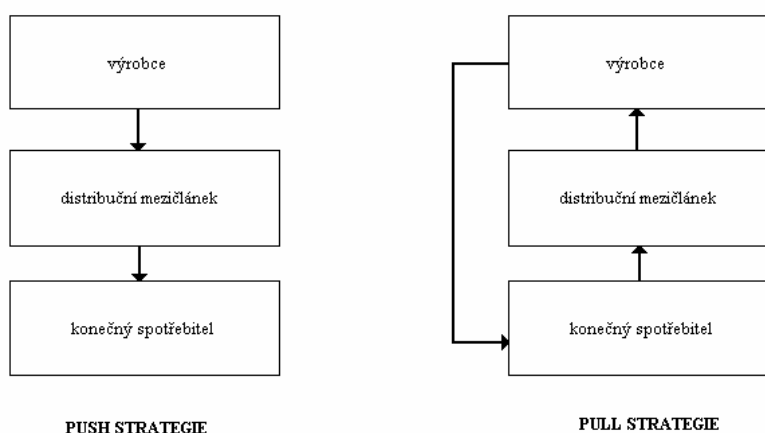 výrobce
distribuční mezičlánek
konečný spotřebitel
PUSH STRATEGIE
výrobce
distribuční mezičlánek
konečný spotřebitel
PULL STRATEGIE